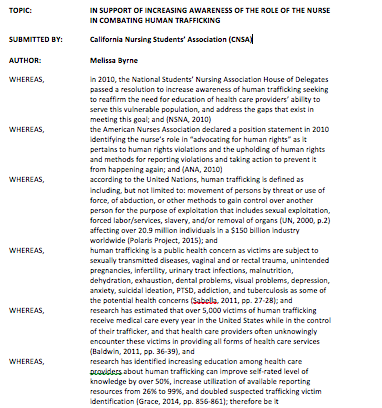 TOPIC: IN SUPPORT OF INCREASING AWARENESS OF THE ROLE OF THE NURSE
IN COMBATING HUMAN TRAFFICKING
SUBMITTED BY: California Nursing Students' Association (CNSA)
AUTHOR: Melissa Byrne
WHEREAS, in 2010, the National Students' Nursing Association House of Delegates
passed a resolution to increase awareness of human trafficking seeking
to reaffirm the need for education of health care providers' ability to
serve this vulnerable population, and address the gaps that exist in
meeting this goal; and (NSNA, 2010)
WHEREAS, the American Nurses Association declared a position statement in 2010
identifying the nurse's role in "advocating for human rights" as it
pertains to human rights violations and the upholding of human rights
and methods for reporting violations and taking action to prevent it
from happening again; and (ANA, 2010)
WHEREAS, according to the United Nations, human trafficking is defined as
including, but not limited to: movement of persons by threat or use of
force, of abduction, or other methods to gain control over another
person for the purpose of exploitation that includes sexual exploitation,
forced labor/services, slavery, and/or removal of organs (UN, 2000, p.2)
affecting over 20.9 million individuals in a $150 billion industry
worldwide (Polaris Project, 2015); and
WHEREAS, human trafficking is a public health concern as victims are subject to
sexually transmitted diseases, vaginal and or rectal trauma, unintended
pregnancies, infertility, urinary tract infections, malnutrition,
dehydration, exhaustion, dental problems, visual problems, depression,
anxiety, suicidal ideation, PTSD, addiction, and tuberculosis as some of
the potential health concerns (Sabella, 2011, pp. 27-28); and
WHEREAS, research has estimated that over 5,000 victims of human trafficking
receive medical care every year in the United States while in the control
of their trafficker, and that health care providers often unknowingly
encounter these victims in providing all forms of health care services
(Baldwin, 2011, pp. 36-39), and
WHEREAS, research has identified increasing education among health care
providers about human trafficking can improve self-rated level of
knowledge by over 50%, increase utilization of available reporting
resources from 26% to 99%, and doubled suspected trafficking victim
identification (Grace, 2014, pp. 856-861); therefore be it